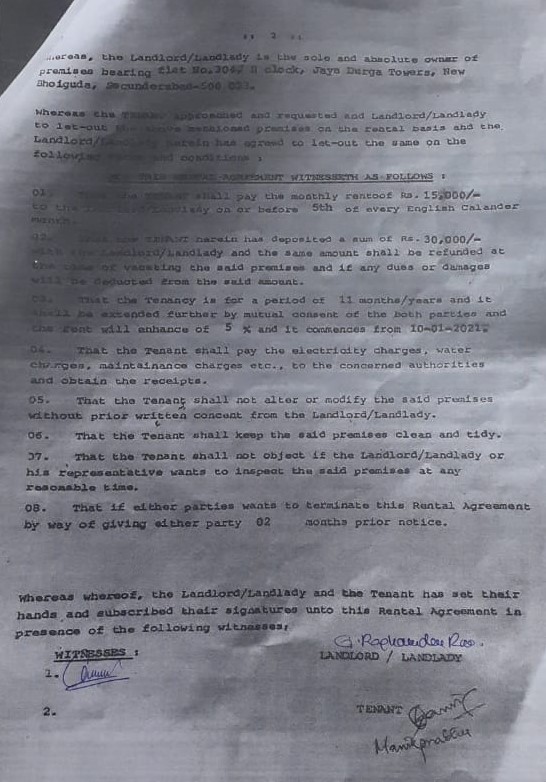 :: 2 ::
Whereas, the Landlord/Landlady is the sole and absolute owner of
premises bearing flat No. Block, Jaya Durga Towers, New
Bhoiguda, Secunderabad-500
Whereas the Tenant approached and requested and Landlord/Landlady
to let-out the above mentioned premises on the rental basis and the
Landlord/Landlady herein has agreed to let-out the same on the
following terms and conditions :
THIS RENTAL AGREEMENT WITNESSETH AS FOLLOWS :
01. the TENANT shall pay the monthly rentoof Rs. 15,000/-
to the on or before 5th of every English Calander
month.
02. TENANT herein has deposited a sum of Rs. 30,000/-
with the Landlord/Landlady and the same amount shall be refunded at
the time of vacating the said premises and if any dues or damages
will be deducted from the said amount.
03. That the Tenancy is for a period of 11 months/years and it
shall be extended further by mutual consent of the both parties and
the rent will enhance of 5 % and it commences from 10-01-2021.
04. That the Tenant shall pay the electricity charges, water
charges, maintainance charges etc., to the concerned authorities
and obtain the receipts.
05. That the Tenant shall not alter or modify the said premises
without prior written concent from the Landlord/Landlady.
06. That the Tenant shall keep the said premises clean and tidy.
37. That the Tenant shall not object if the Landlord/Landlady or
his representative wants to inspect the said premises at any
reasonable time.
08. That if either parties wants to terminate this Rental Agreement
by way of giving either party 02 months prior notice.
Whereas whereof, the Landlord/Landlady and the Tenant has set their
hands and subscribed their signatures unto this Rental Agreement in
presence of the following witnesses;
WITNESSES :
G. Raghunandan Rao.
LANDLORD / LANDLADY
1.
2.
TENANT
Manikprabhu